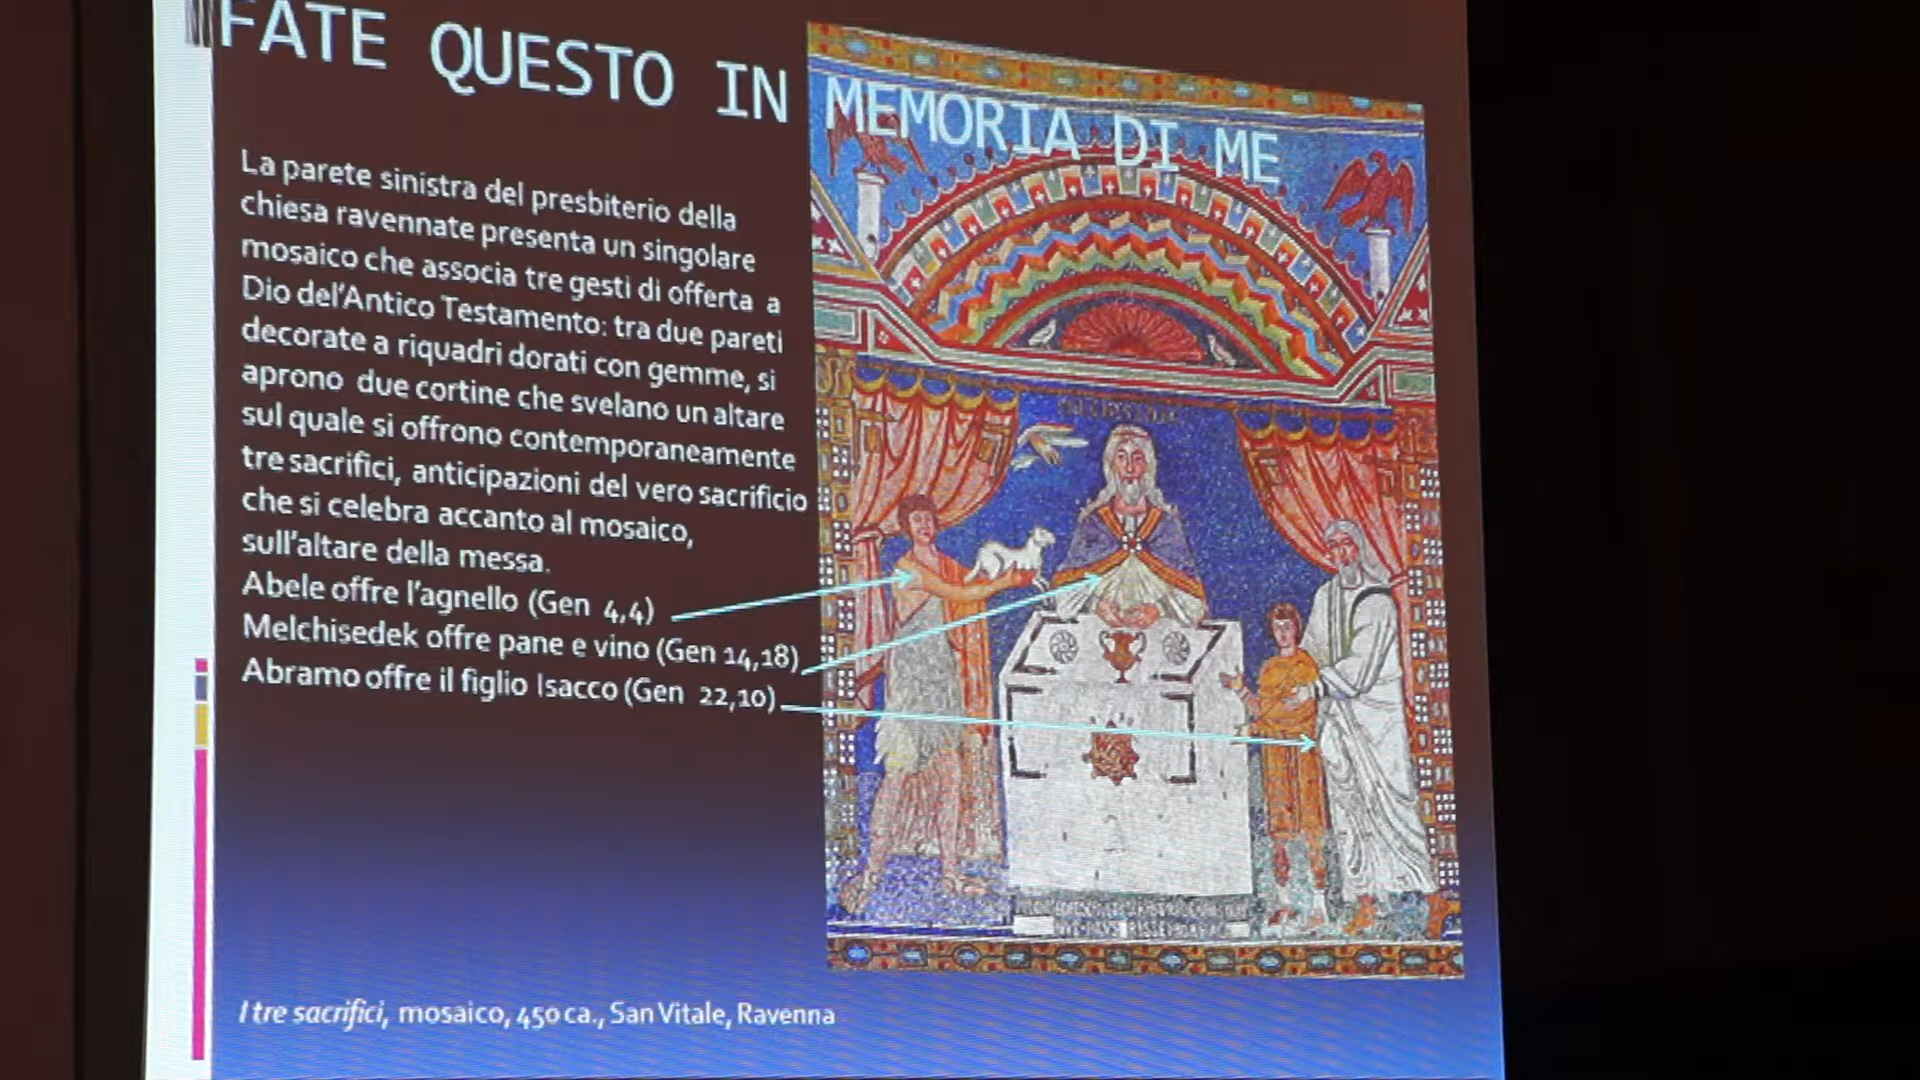 FATE QUESTO IN MEMORIA DI ME
La parete sinistra del presbiterio della
chiesa ravennate presenta un singolare
mosaico che associa tre gesti di offerta a
Dio del'Antico Testamento: tra due pareti
decorate a riquadri dorati con gemme, si
aprono due cortine che svelano un altare
sul quale si offrono contemporaneamente
tre sacrifici, anticipazioni del vero sacrificio
che si celebra accanto al mosaico,
sull'altare della messa.
Abele offre l'agnello (Gen 4,4)
Melchisedek offre pane e vino (Gen 14,18)
Abramo offre il figlio Isacco (Gen 22,10)
I tre sacrifici, mosaico, 450 ca., San Vitale, Ravenna